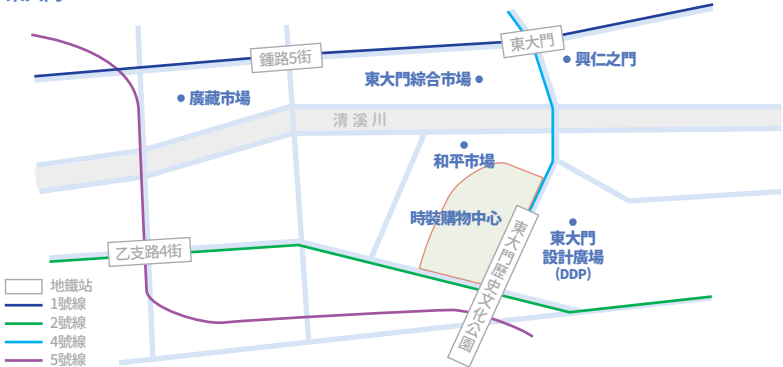 東大門
鍾路5街
興仁之門
東大門綜合市場
廣藏市場
清溪川
和平市場
時裝購物中心
東大門歷史文化公園
東大門
設計廣場
(DDP)
乙支路4街
地鐵站
1號線
2號線
4號線
5號線